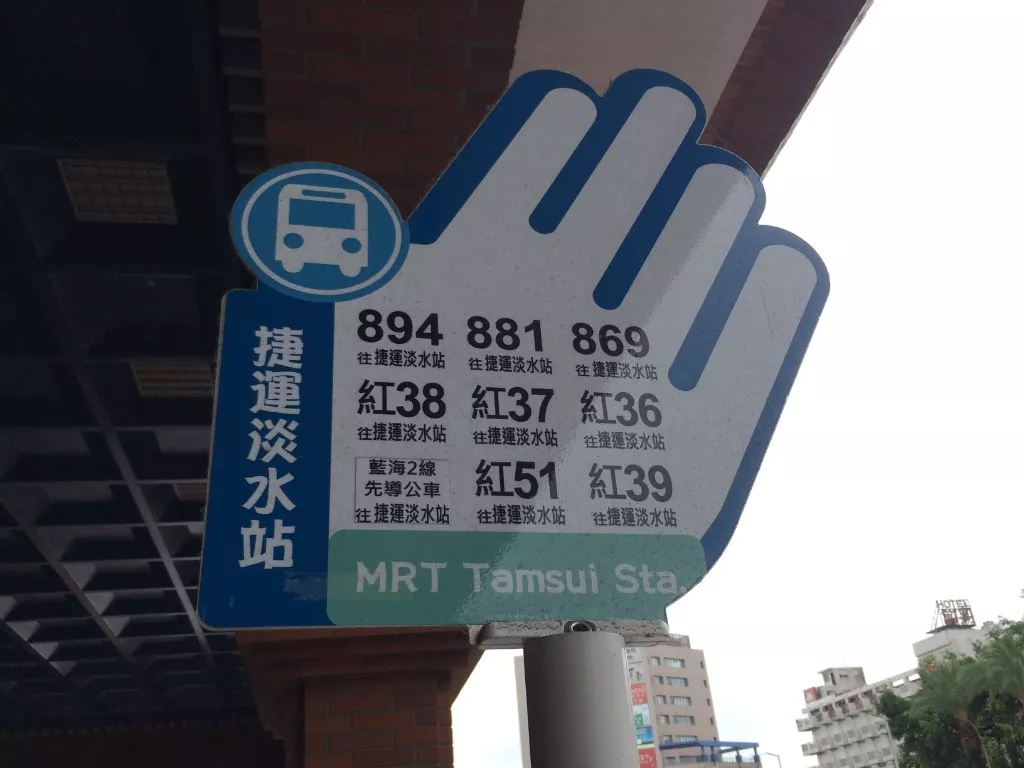 捷運淡水站
894 881 869
往捷運淡水站 往捷運淡水站 往捷運淡水站
紅38 紅37 紅36
往捷運淡水站 往捷運淡水站 往捷運淡水站
藍海2線
先導公車
紅51 紅39
往捷運淡水站 往捷運淡水站 往捷運淡水站
MRT Tamsui Sta.
HOTEL